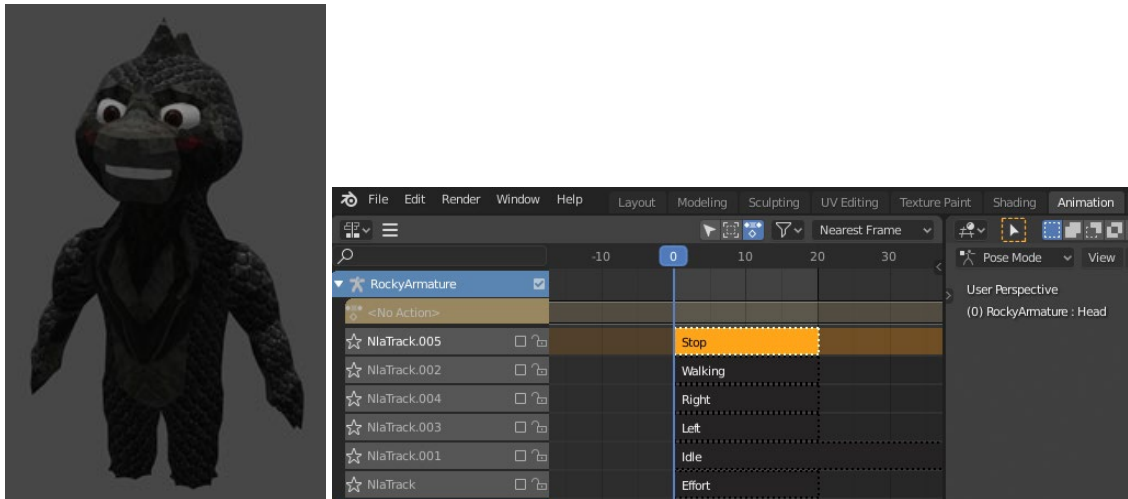 File Edit Render Window Help Layout Modeling Sculpting UV Editing Texture Paint Shading Animation
Nearest Frame Pose Mode View
-10 0 10 20 30
RockyArmature
User Perspective
<No Action>
(0) RockyArmature : Head
NlaTrack.005 Stop
NlaTrack.002 Walking
NlaTrack.004 Right
NlaTrack.003 Left
NlaTrack.001 Idle
NlaTrack Effort